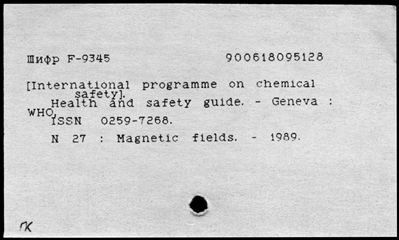 Шифр F-9345 900618095128
[International programme on chemical
safety].
Health and safety guide. - Geneva :
WHO,
ISSN 0259-7268.
N 27 : Magnetic fields. - 1989.
ГК